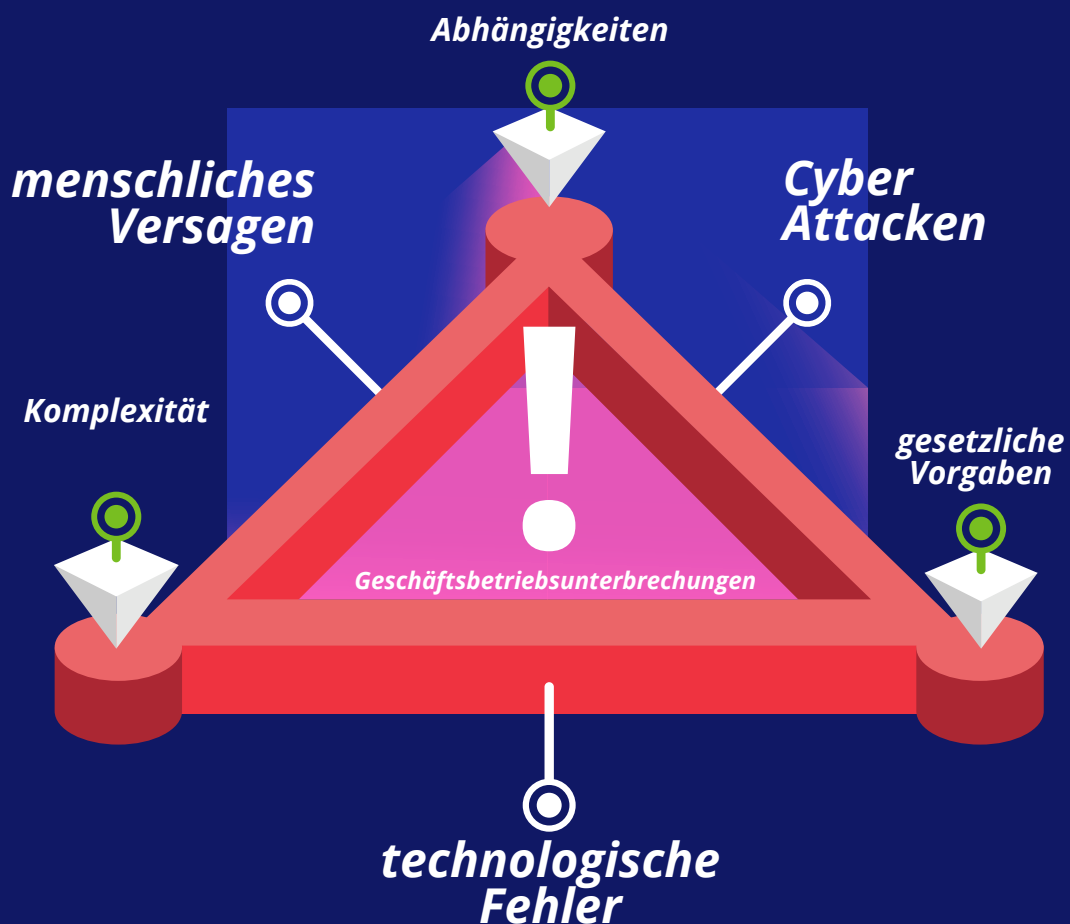 Abhängigkeiten
menschliches
Versagen
Cyber
Attacken
!
Komplexität
gesetzliche
Vorgaben
Geschäftsbetriebsunterbrechungen
technologische
Fehler